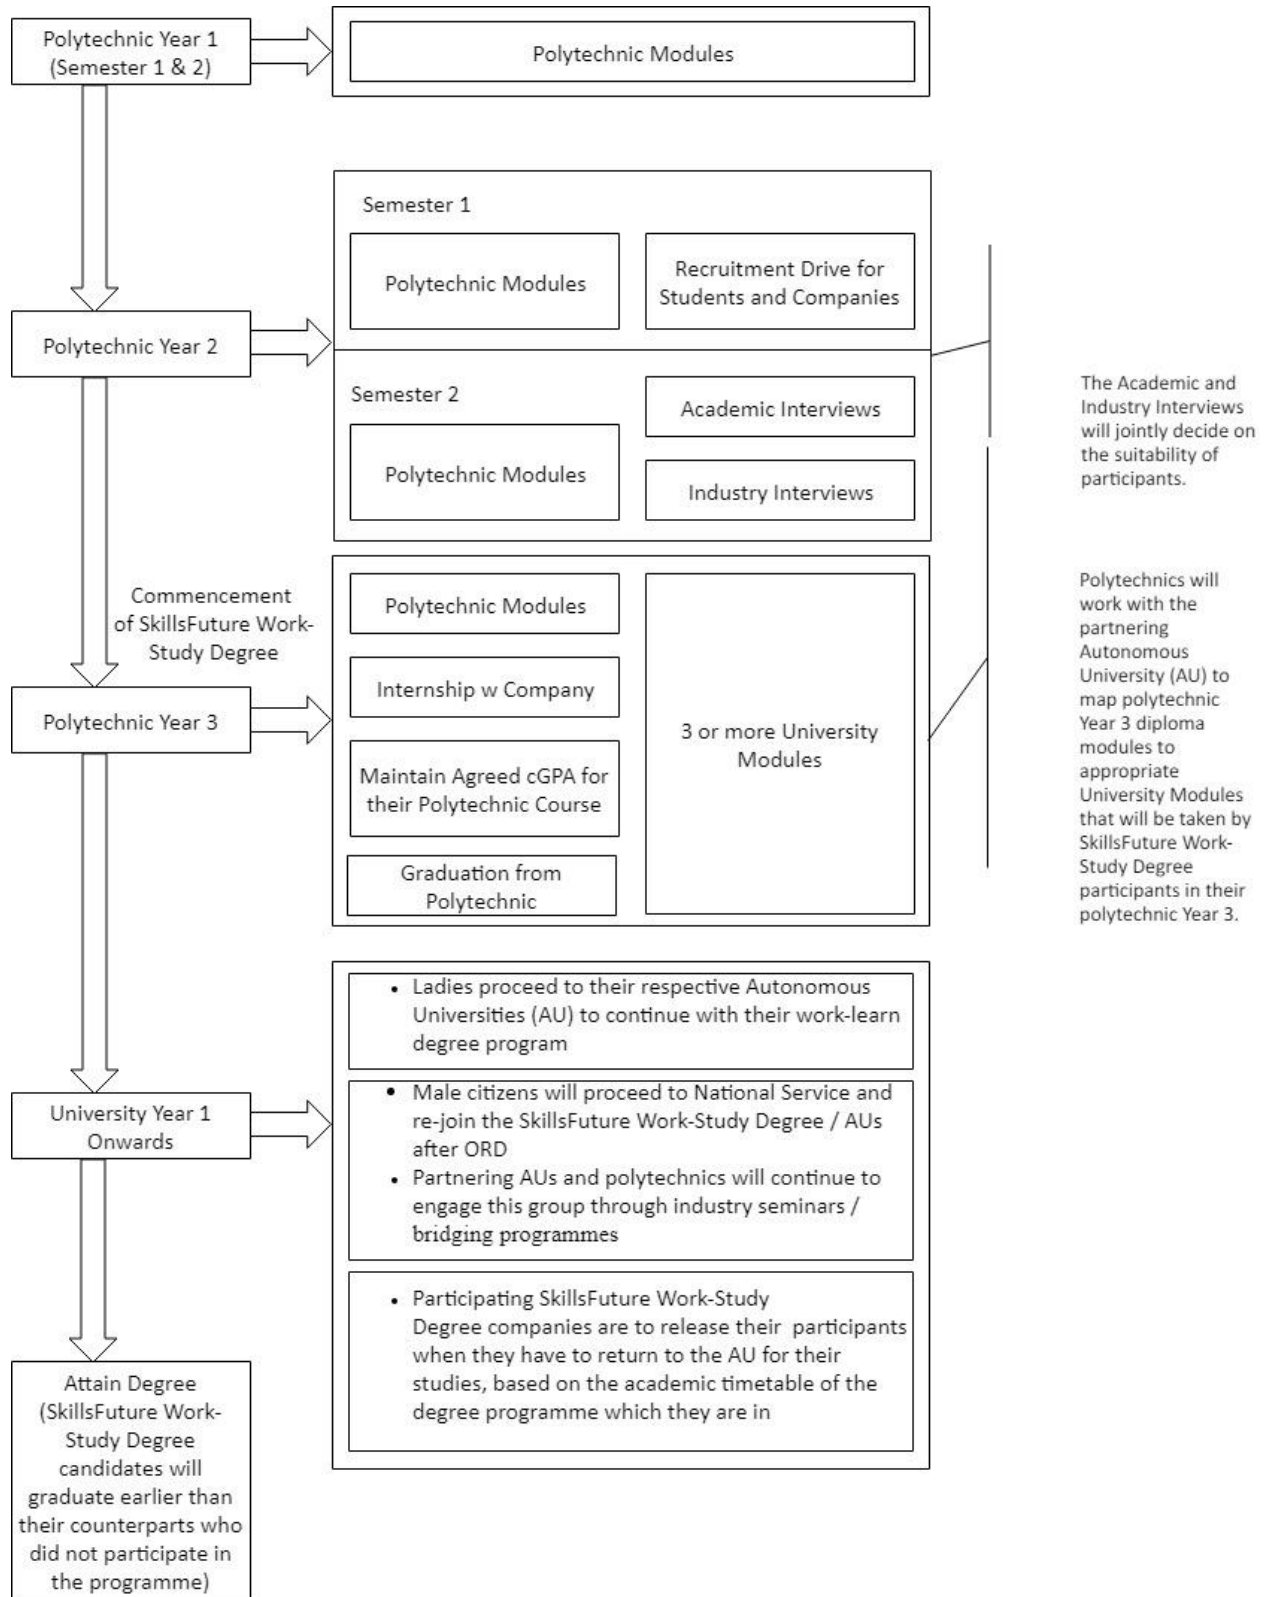 Polytechnic Year 1
(Semester 1 & 2)
Polytechnic Modules
Semester 1
Polytechnic Modules
Recruitment Drive for
Students and Companies
Polytechnic Year 2
Semester 2
Polytechnic Modules
Academic Interviews
Industry Interviews
The Academic and
Industry Interviews
will jointly decide on
the suitability of
participants.
Commencement
of SkillsFuture Work-
Study Degree
Polytechnic Year 3
Polytechnic Modules
Internship w Company
Maintain Agreed cGPA for
their Polytechnic Course
Graduation from
Polytechnic
3 or more University
Modules
Polytechnics will
work with the
partnering
Autonomous
University (AU) to
map polytechnic
Year 3 diploma
modules to
appropriate
University Modules
that will be taken by
SkillsFuture Work-
Study Degree
participants in their
polytechnic Year 3.
University Year 1
Onwards
• Ladies proceed to their respective Autonomous
Universities (AU) to continue with their work-learn
degree program
• Male citizens will proceed to National Service and
re-join the SkillsFuture Work-Study Degree / AUs
after ORD
• Partnering AUs and polytechnics will continue to
engage this group through industry seminars /
bridging programmes
• Participating SkillsFuture Work-Study
Degree companies are to release their participants
when they have to return to the AU for their
studies, based on the academic timetable of the
degree programme which they are in
Attain Degree
(SkillsFuture Work-
Study Degree
candidates will
graduate earlier than
their counterparts who
did not participate in
the programme)